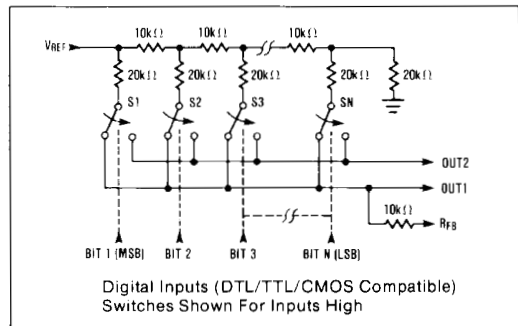 10kΩ 10kΩ 10kΩ
VREF
20kΩ 20kΩ 20kΩ 20kΩ 20kΩ
S1 S2 S3 SN
OUT2
OUT1
10kΩ
RFB
BIT 1 (MSB) BIT 2 BIT 3 BIT N (LSB)
Digital Inputs (DTL/TTL/CMOS Compatible)
Switches Shown For Inputs High